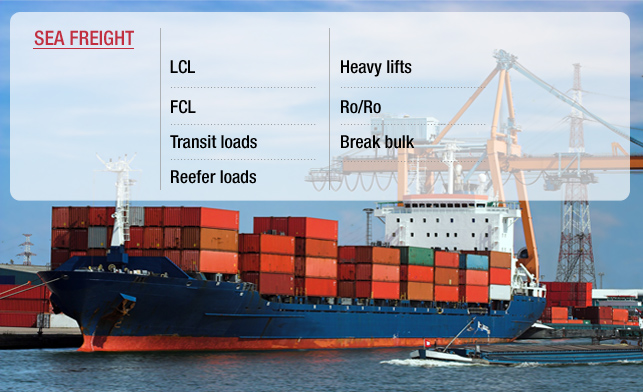 SEA FREIGHT
LCL
FCL
Transit loads
Reefer loads
Heavy lifts
Ro/Ro
Break bulk